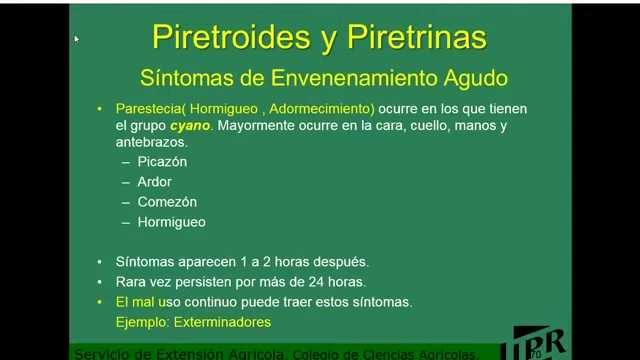 Piretroides y Piretrinas
Síntomas de Envenenamiento Agudo
• Parestecia( Hormigueo , Adormecimiento) ocurre en los que tienen
el grupo cyano. Mayormente ocurre en la cara, cuello, manos y
antebrazos.
– Picazón
– Ardor
– Comezón
– Hormigueo
• Síntomas aparecen 1 a 2 horas después.
• Rara vez persisten por más de 24 horas.
• El mal uso continuo puede traer estos síntomas.
Ejemplo: Exterminadores
UPR
70
Servicio de Extensión Agrícola, Colegio de Ciencias Agrícolas,